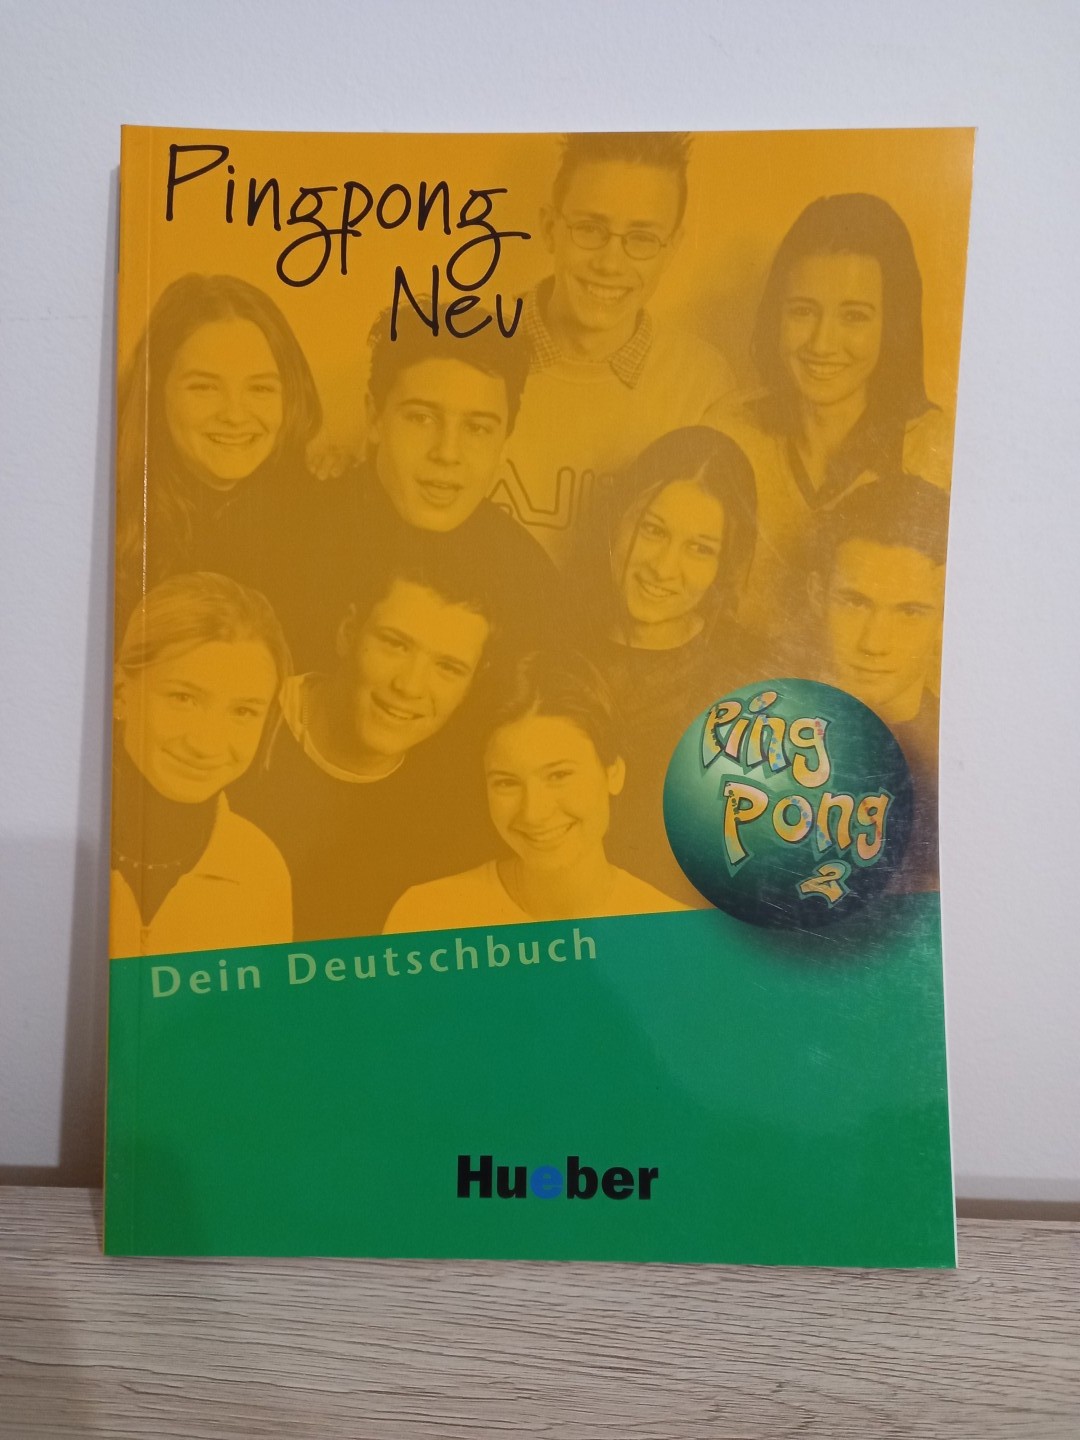 Pingpong
Neu
Ping
Pong
2
Dein Deutschbuch
Hueber